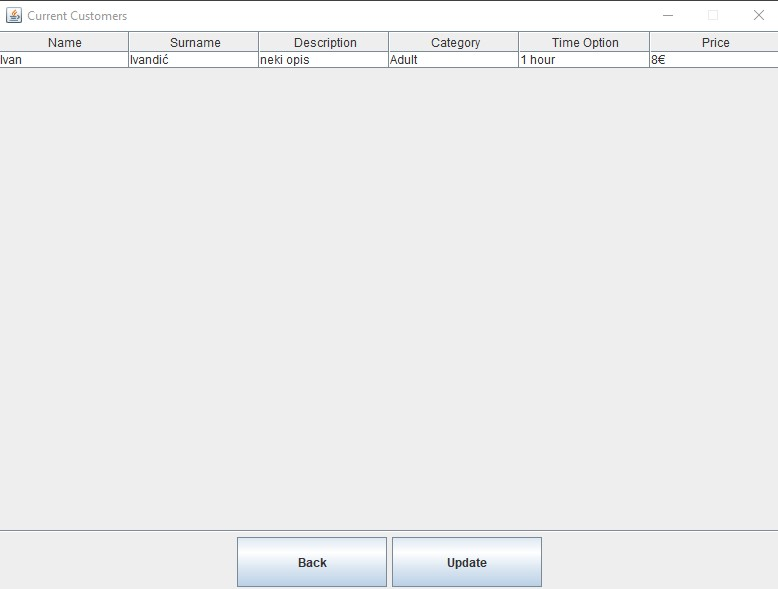 Current Customers
Name Surname Description Category Time Option Price
Ivan Ivandić neki opis Adult 1 hour 8€
Back Update